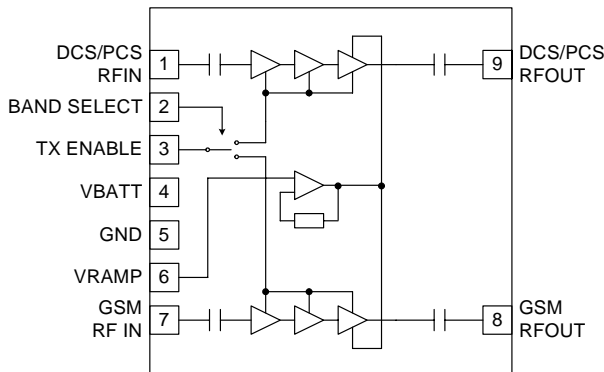 DCS/PCS
RFIN
1
BAND SELECT
2
TX ENABLE
3
VBATT
4
GND
5
VRAMP
6
GSM
RF IN
7
9
DCS/PCS
RFOUT
8
GSM
RFOUT